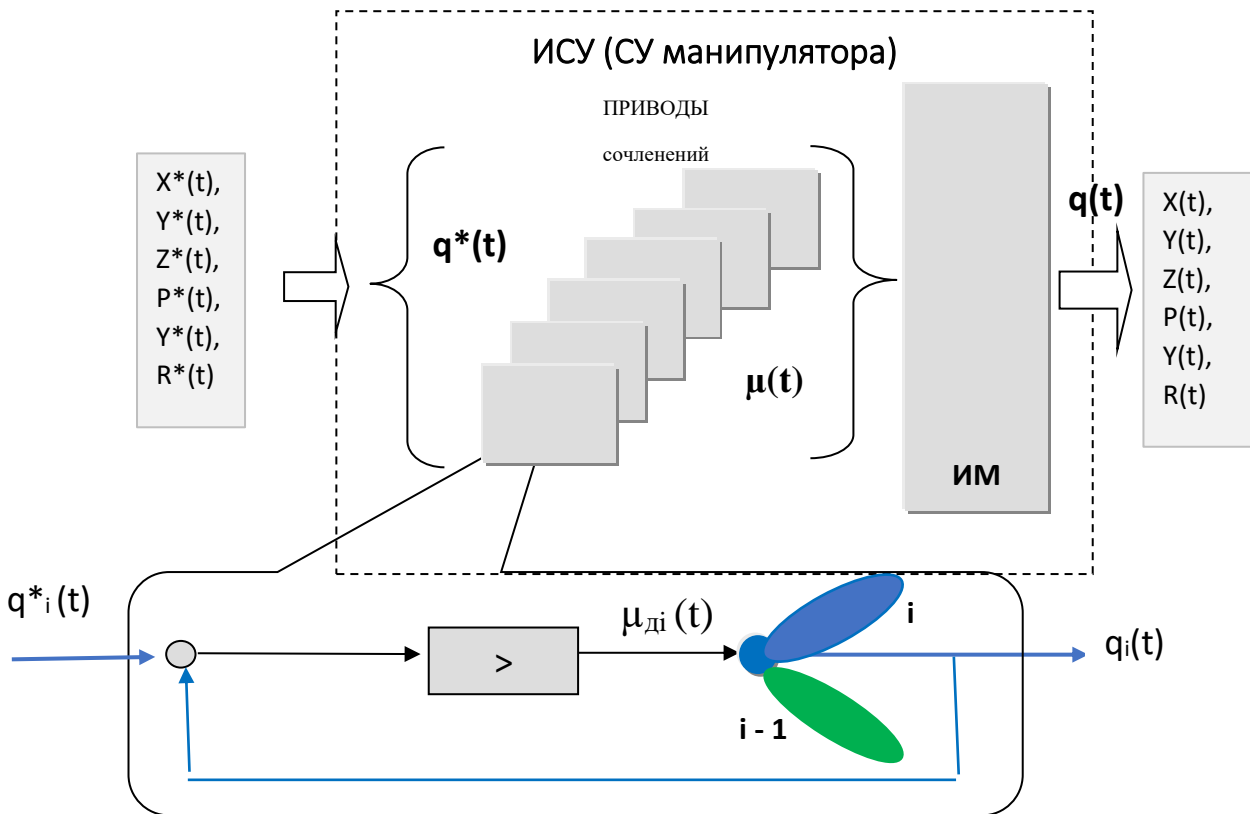 ИСУ (СУ манипулятора)
ПРИВОДЫ
сочленений
X*(t),
Y*(t),
Z*(t),
P*(t),
Y*(t),
R*(t)
q*(t)
μ(t)
ИМ
q(t)
X(t),
Y(t),
Z(t),
P(t),
Y(t),
R(t)
q*i (t)
>
μдi (t)
i
i - 1
qi(t)